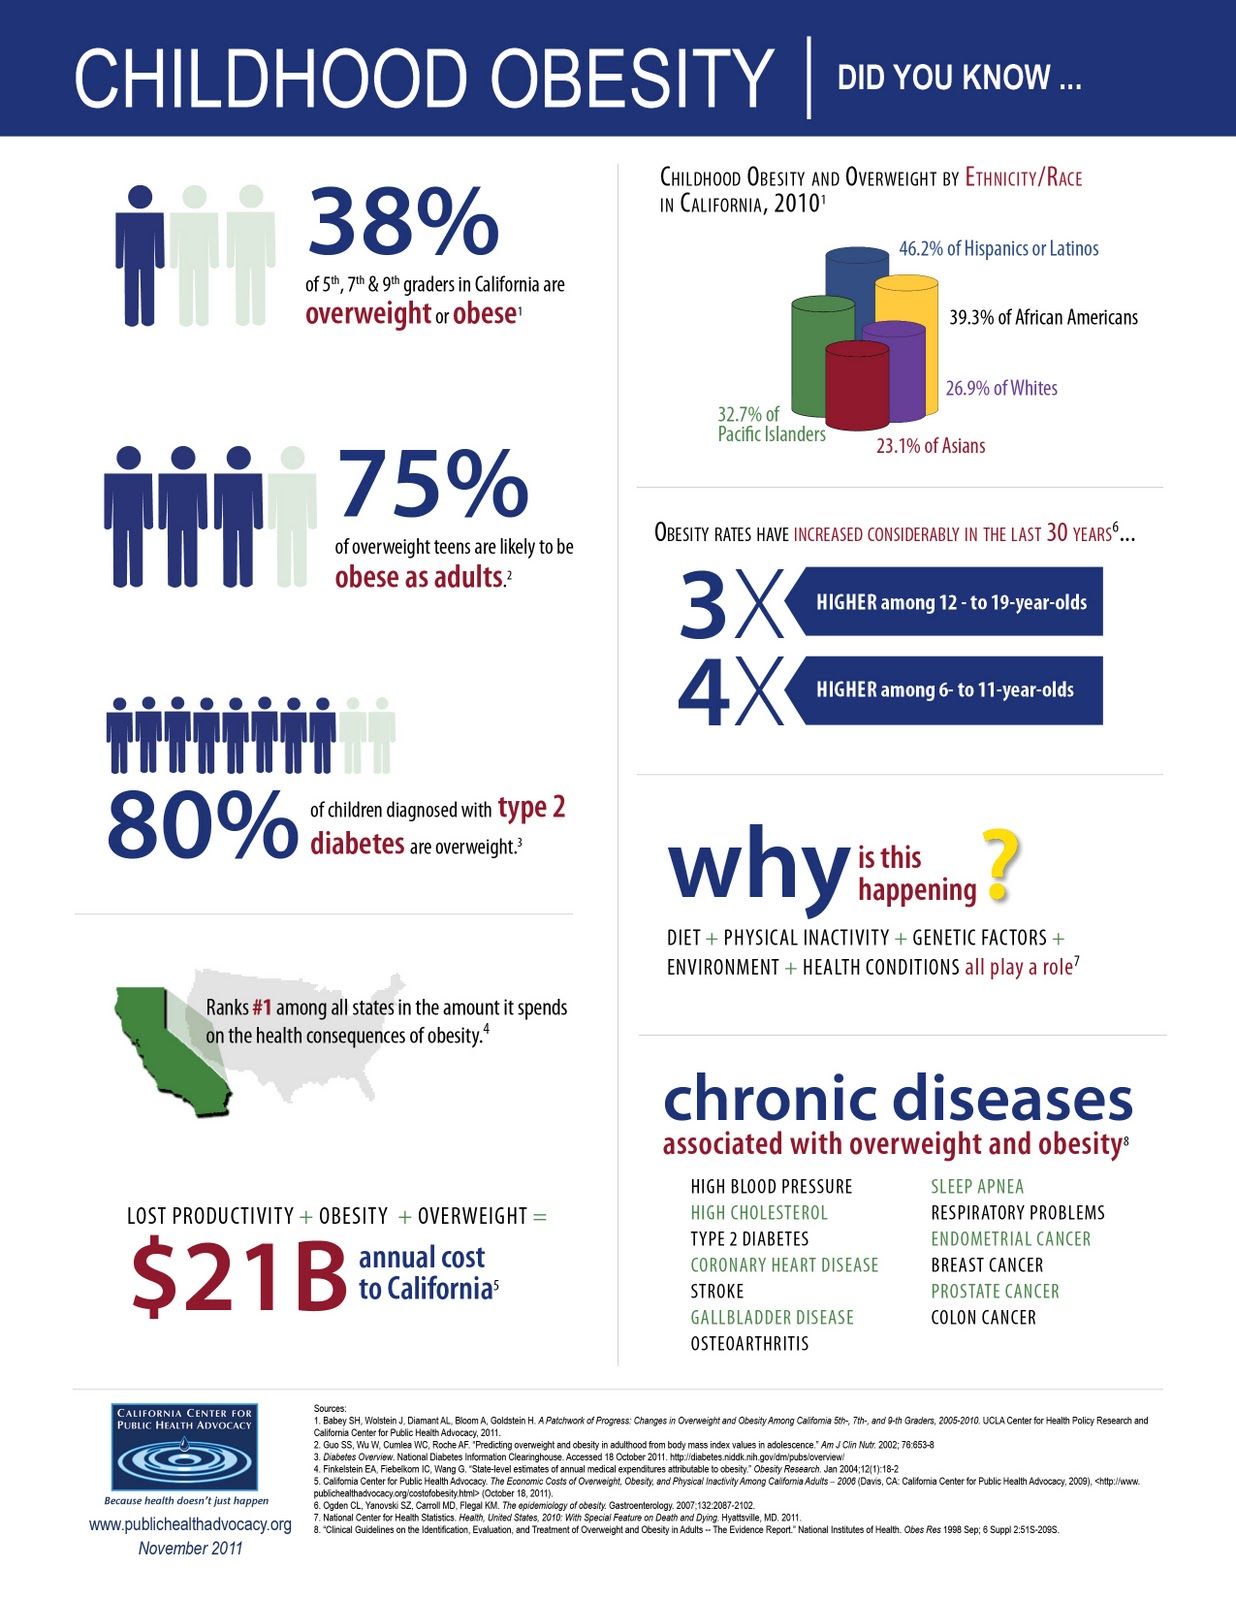 CHILDHOOD OBESITY
DID YOU KNOW ...
38%
of 5th, 7th & 9th graders in California are
overweight or obese1
75%
of overweight teens are likely to be
obese as adults.2
80%
of children diagnosed with type 2
diabetes are overweight.3
Ranks #1 among all states in the amount it spends
on the health consequences of obesity.4
LOST PRODUCTIVITY + OBESITY + OVERWEIGHT =
$21B
annual cost
to California5
CHILDHOOD OBESITY AND OVERWEIGHT BY ETHNICITY/RACE
IN CALIFORNIA, 20101
46.2% of Hispanics or Latinos
39.3% of African Americans
26.9% of Whites
32.7% of
Pacific Islanders
23.1% of Asians
OBESITY RATES HAVE INCREASED CONSIDERABLY IN THE LAST 30 YEARS6...
3X
HIGHER among 12 - to 19-year-olds
4X
HIGHER among 6- to 11-year-olds
why is this
happening ?
DIET + PHYSICAL INACTIVITY + GENETIC FACTORS +
ENVIRONMENT + HEALTH CONDITIONS all play a role7
chronic diseases
associated with overweight and obesity8
HIGH BLOOD PRESSURE
HIGH CHOLESTEROL
TYPE 2 DIABETES
CORONARY HEART DISEASE
STROKE
GALLBLADDER DISEASE
OSTEOARTHRITIS
SLEEP APNEA
RESPIRATORY PROBLEMS
ENDOMETRIAL CANCER
BREAST CANCER
PROSTATE CANCER
COLON CANCER
CALIFORNIA CENTER FOR
PUBLIC HEALTH ADVOCACY
Because health doesn't just happen
www.publichealthadvocacy.org
November 2011
Sources:
1. Babey SH, Wolstein J, Diamant AL, Bloom A, Goldstein H. A Patchwork of Progress: Changes in Overweight and Obesity Among California 5th-, 7th-, and 9-th Graders, 2005-2010. UCLA Center for Health Policy Research and
California Center for Public Health Advocacy, 2011.
2. Guo SS, Wu W, Cumlea WC, Roche AF. "Predicting overweight and obesity in adulthood from body mass index values in adolescence." Am J Clin Nutr. 2002; 76:653-8
3. Diabetes Overview. National Diabetes Information Clearinghouse. Accessed 18 October 2011. http://diabetes.niddk.nih.gov/dm/pubs/overview/
4. Finkelstein EA, Fiebelkorn IC, Wang G. "State-level estimates of annual medical expenditures attributable to obesity." Obesity Research. Jan 2004;12(1):18-2
5. California Center for Public Health Advocacy. The Economic Costs of Overweight, Obesity, and Physical Inactivity Among California Adults – 2006 (Davis, CA: California Center for Public Health Advocacy, 2009), <http://www.
publichealthadvocacy.org/costofobesity.html> (October 18, 2011).
6. Ogden CL, Yanovski SZ, Carroll MD, Flegal KM. The epidemiology of obesity. Gastroenterology. 2007;132:2087-2102.
7. National Center for Health Statistics. Health, United States, 2010: With Special Feature on Death and Dying. Hyattsville, MD. 2011.
8. "Clinical Guidelines on the Identification, Evaluation, and Treatment of Overweight and Obesity in Adults -- The Evidence Report." National Institutes of Health. Obes Res 1998 Sep; 6 Suppl 2:51S-209S.